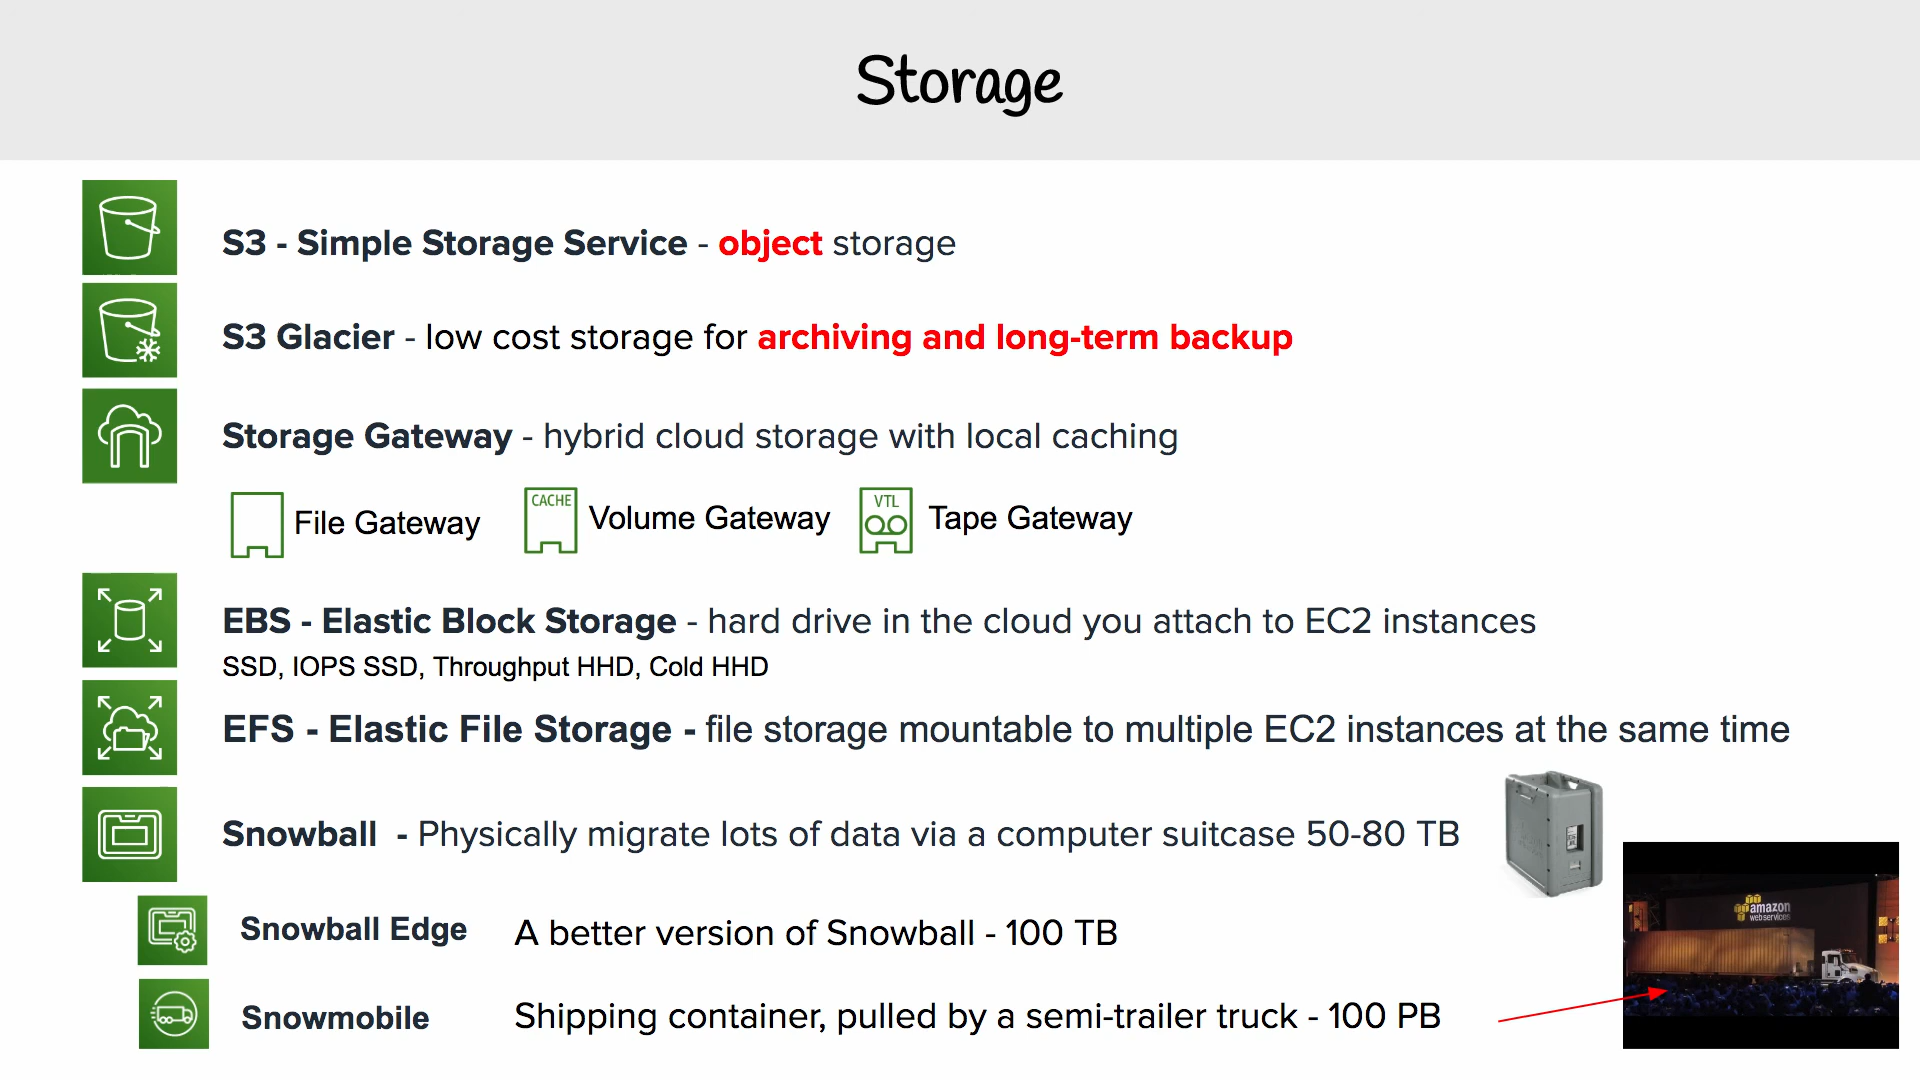 Storage
S3 - Simple Storage Service - object storage
S3 Glacier - low cost storage for archiving and long-term backup
Storage Gateway - hybrid cloud storage with local caching
File Gateway
CACHE
Volume Gateway
VTL
Tape Gateway
EBS - Elastic Block Storage - hard drive in the cloud you attach to EC2 instances
SSD, IOPS SSD, Throughput HHD, Cold HHD
EFS - Elastic File Storage - file storage mountable to multiple EC2 instances at the same time
Snowball - Physically migrate lots of data via a computer suitcase 50-80 TB
Snowball Edge A better version of Snowball - 100 TB
amazon
webservices
Snowmobile Shipping container, pulled by a semi-trailer truck - 100 PB